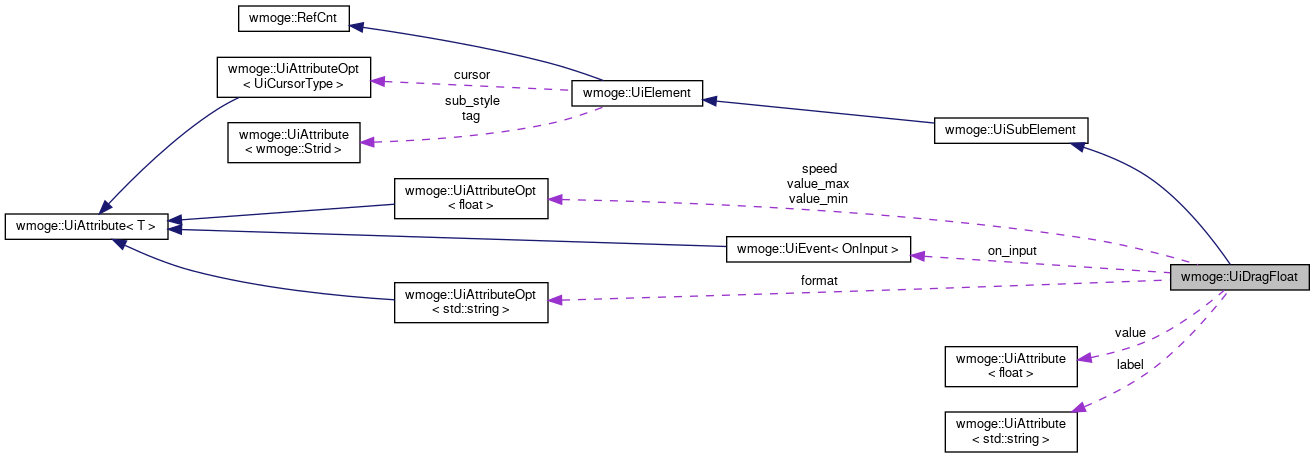 wmoge::RefCnt
wmoge::UiAttributeOpt
< UiCursorType >
cursor
wmoge::UiElement
sub_style
tag
wmoge::UiAttribute
< wmoge::Strid >
wmoge::UiSubElement
speed
value_max
value_min
wmoge::UiAttributeOpt
< float >
wmoge::UiAttribute< T >
wmoge::UiEvent< OnInput >
on_input
wmoge::UiDragFloat
format
wmoge::UiAttributeOpt
< std::string >
value
wmoge::UiAttribute
< float >
label
wmoge::UiAttribute
< std::string >